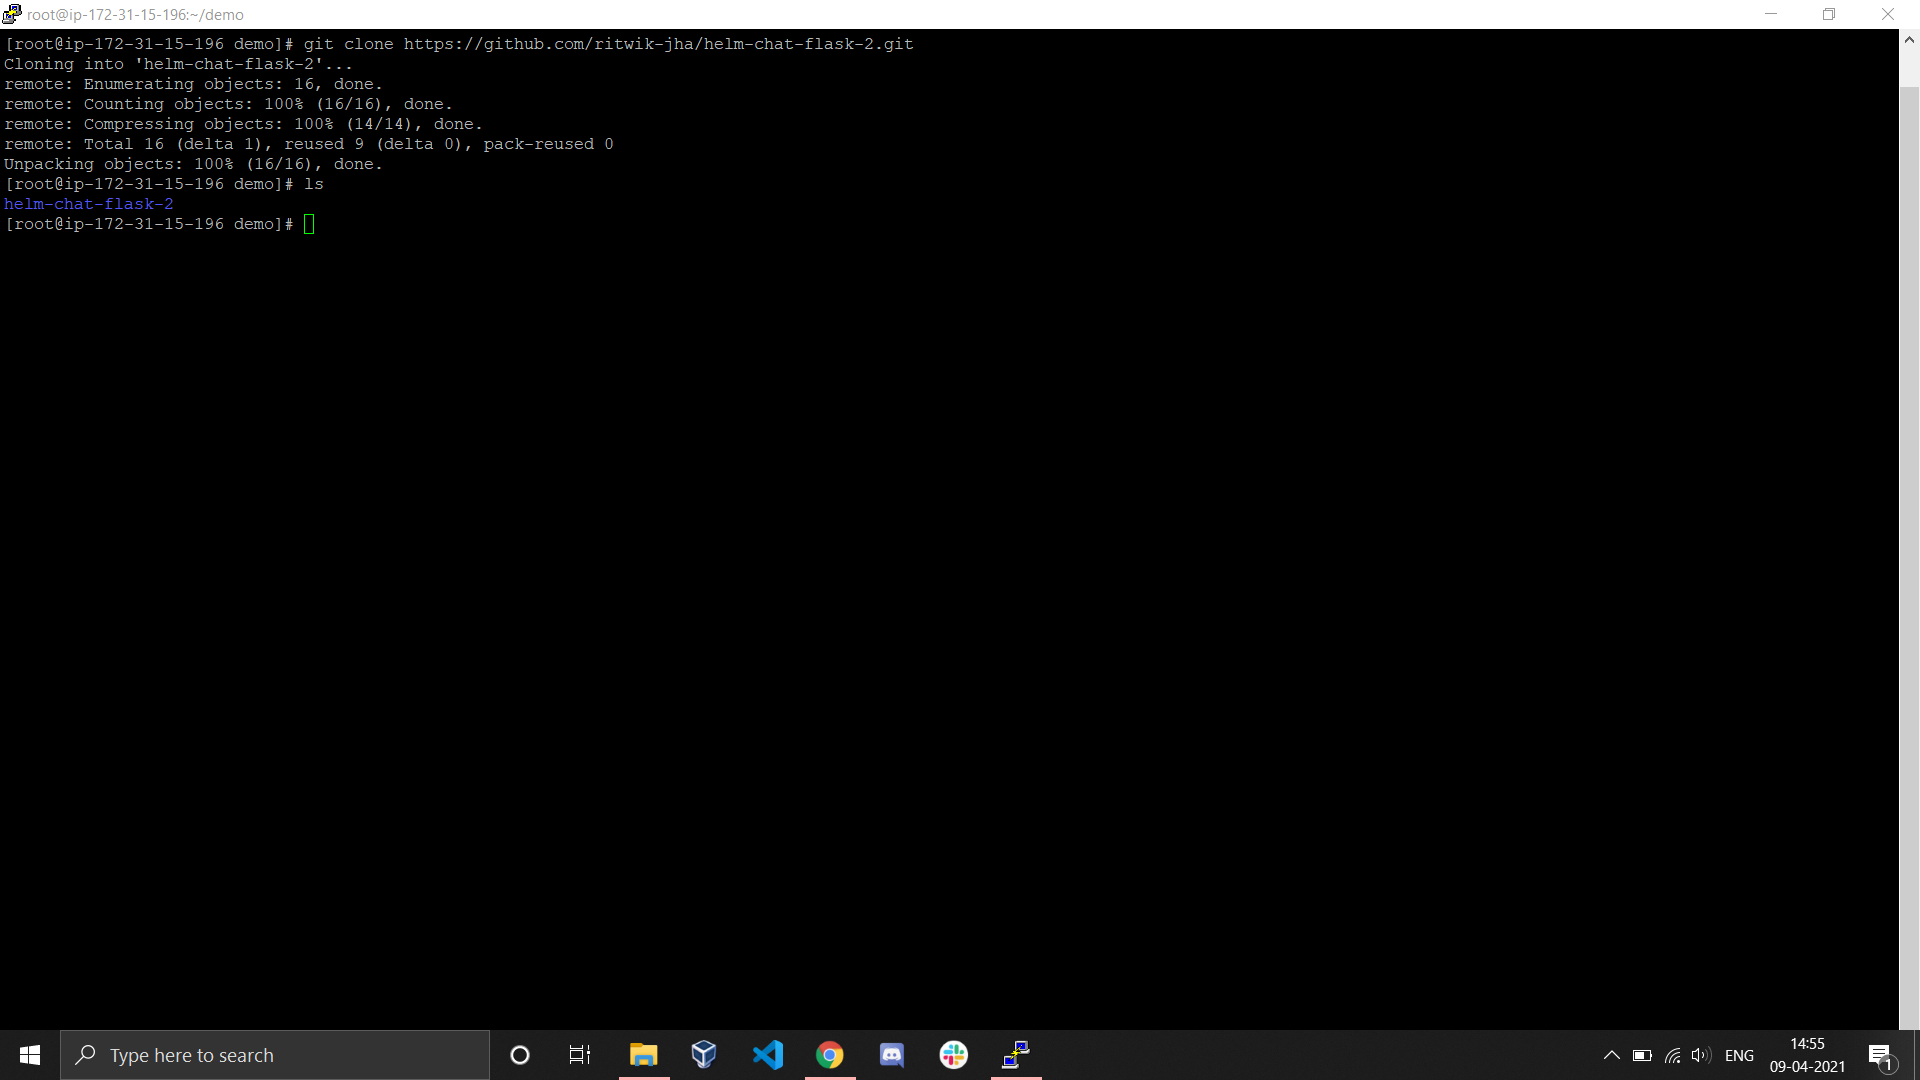 root@ip-172-31-15-196:~/demo
[root@ip-172-31-15-196 demo]# git clone https://github.com/ritwik-jha/helm-chat-flask-2.git
Cloning into 'helm-chat-flask-2'...
remote: Enumerating objects: 16, done.
remote: Counting objects: 100% (16/16), done.
remote: Compressing objects: 100% (14/14), done.
remote: Total 16 (delta 1), reused 9 (delta 0), pack-reused 0
Unpacking objects: 100% (16/16), done.
[root@ip-172-31-15-196 demo]# ls
helm-chat-flask-2
[root@ip-172-31-15-196 demo]#
Type here to search
ENG
14:55
09-04-2021
1